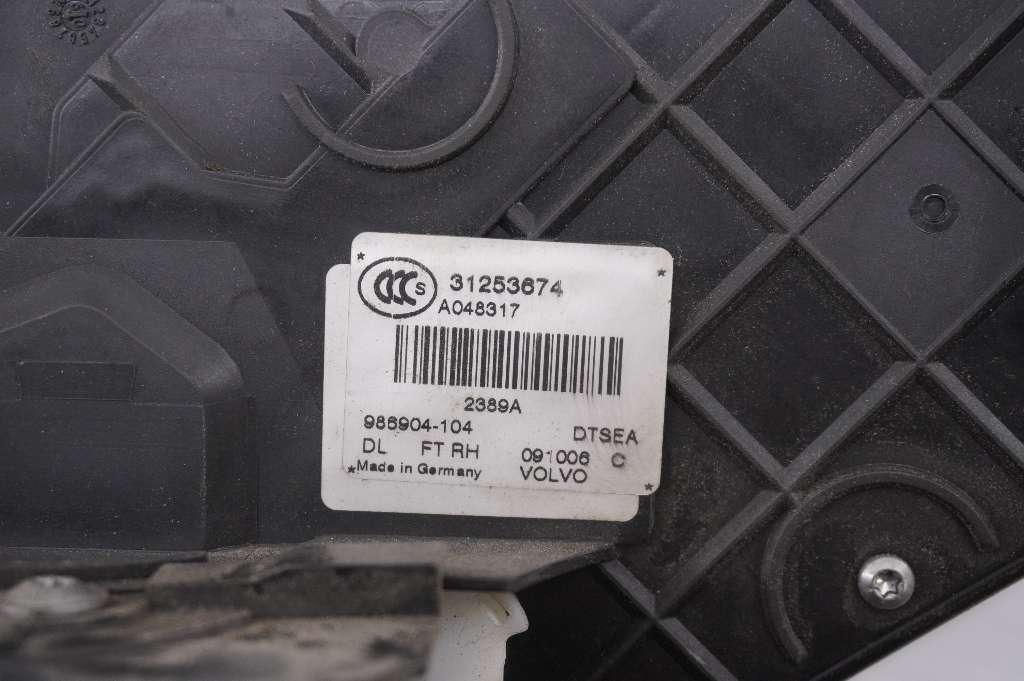 CCC S 31253674
A048317
2389A
986904-104
DTSEA
DL FT RH 091006 C
Made in Germany VOLVO